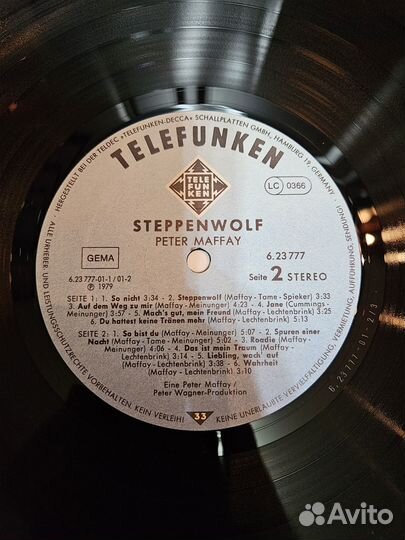 HERGESTELLT BEI DER TELDEC »TELEFUNKEN-DECCA« SCHALLPLATTEN GMBH, HAMBURG 19, GERMANY
TELEFUNKEN
TELE
FUN
KEN
LC 0366
STEPPENWOLF
PETER MAFFAY
GEMA
6.23 777
6.23 777-01-1/01-2
Seite 2 STEREO
Ⓟ 1979
SEITE 1: 1. So nicht 3:34 - 2. Steppenwolf (Maffay - Tame - Spieker) 3:33
3. Auf dem Weg zu mir (Maffay - Meinunger) 4:23 - 4. Jane (Cummings -
Meinunger) 3:57 - 5. Mach's gut, mein Freund (Maffay - Lechtenbrink) 3:25
6. Du hattest keine Tränen mehr (Maffay - Lechtenbrink) 5:13
SEITE 2: 1. So bist du (Maffay - Meinunger) 5:07 - 2. Spuren einer
Nacht (Maffay - Meinunger) 5:02 - 3. Roadie (Maffay -
Meinunger) 4:06 - 4. Das ist mein Traum (Maffay -
Lechtenbrink) 3:14 - 5. Liebling, wach' auf
(Maffay - Lechtenbrink) 3:38 - 6. Wahrheit
(Maffay - Lechtenbrink) 3:10
Eine Peter Maffay/
Peter Wagner-Produktion
33
ALLE URHEBER- UND LEISTUNGSSCHUTZRECHTE VORBEHALTEN. KEIN VERLEIH!
KEINE UNERLAUBTE VERVIELFÄLTIGUNG, VERMIETUNG, AUFFÜHRUNG, SENDUNG!
6.23777-01-2/3
Avito